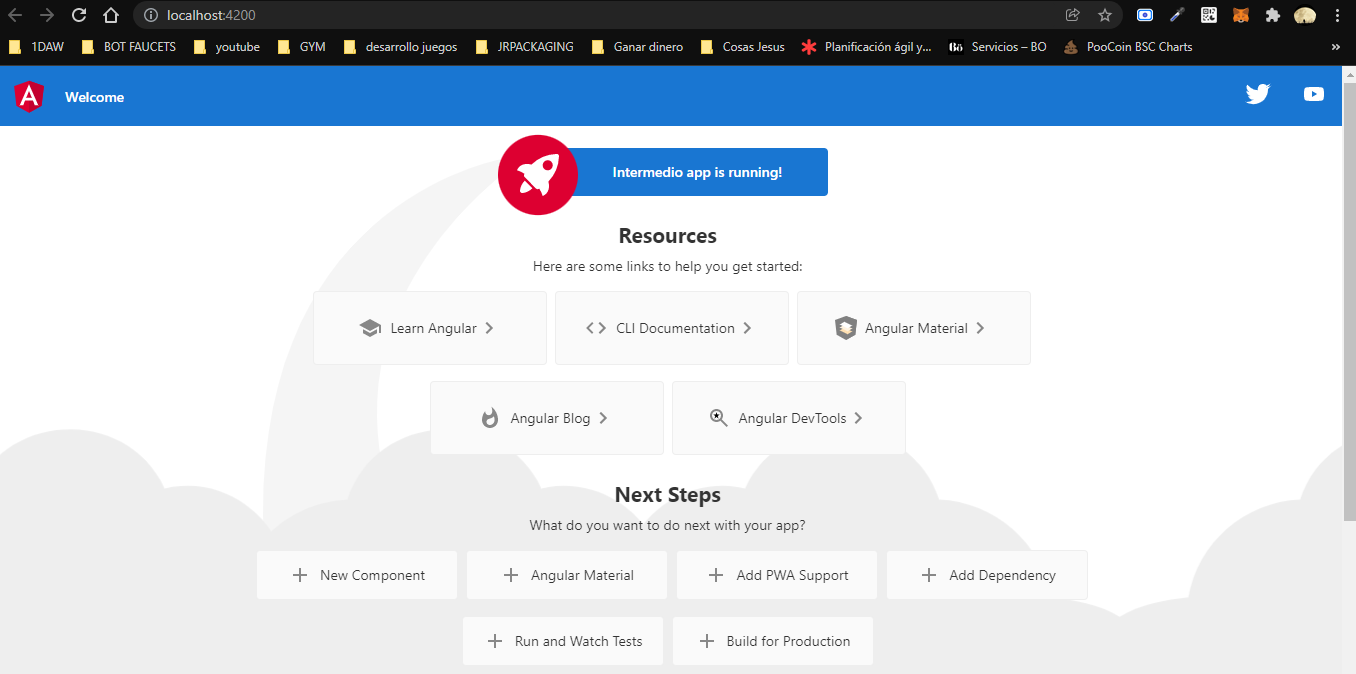 localhost:4200
1DAW BOT FAUCETS youtube GYM desarrollo juegos JRPACKAGING Ganar dinero Cosas Jesus Planificación ágil y... Servicios – BO PooCoin BSC Charts »
A Welcome
Intermedio app is running!
Resources
Here are some links to help you get started:
Learn Angular CLI Documentation Angular Material
Angular Blog Angular DevTools
Next Steps
What do you want to do next with your app?
New Component Angular Material Add PWA Support Add Dependency
Run and Watch Tests Build for Production